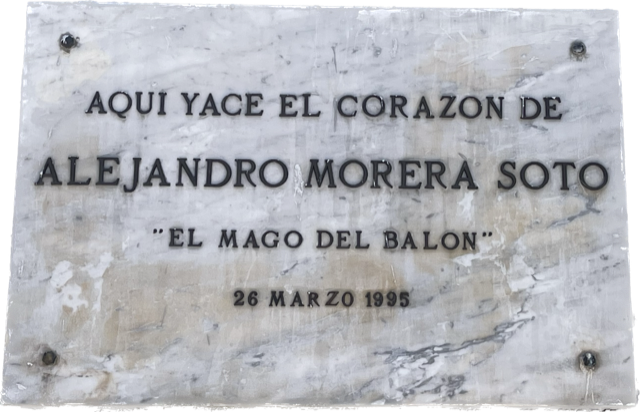 AQUI YACE EL CORAZON DE
ALEJANDRO MORERA SOTO
"EL MAGO DEL BALON"
26 MARZO 1995